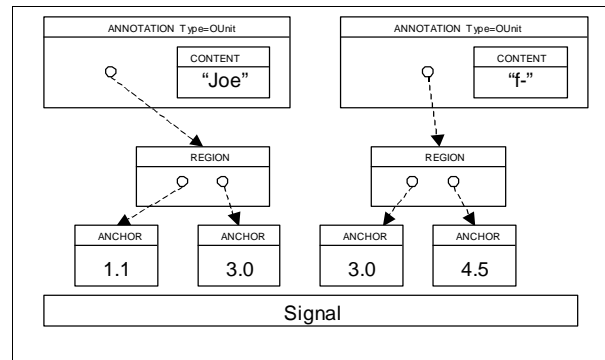 ANNOTATION Type=OUnit
CONTENT
“Joe”
ANNOTATION Type=OUnit
CONTENT
“f-”
REGION
REGION
ANCHOR
1.1
ANCHOR
3.0
ANCHOR
3.0
ANCHOR
4.5
Signal